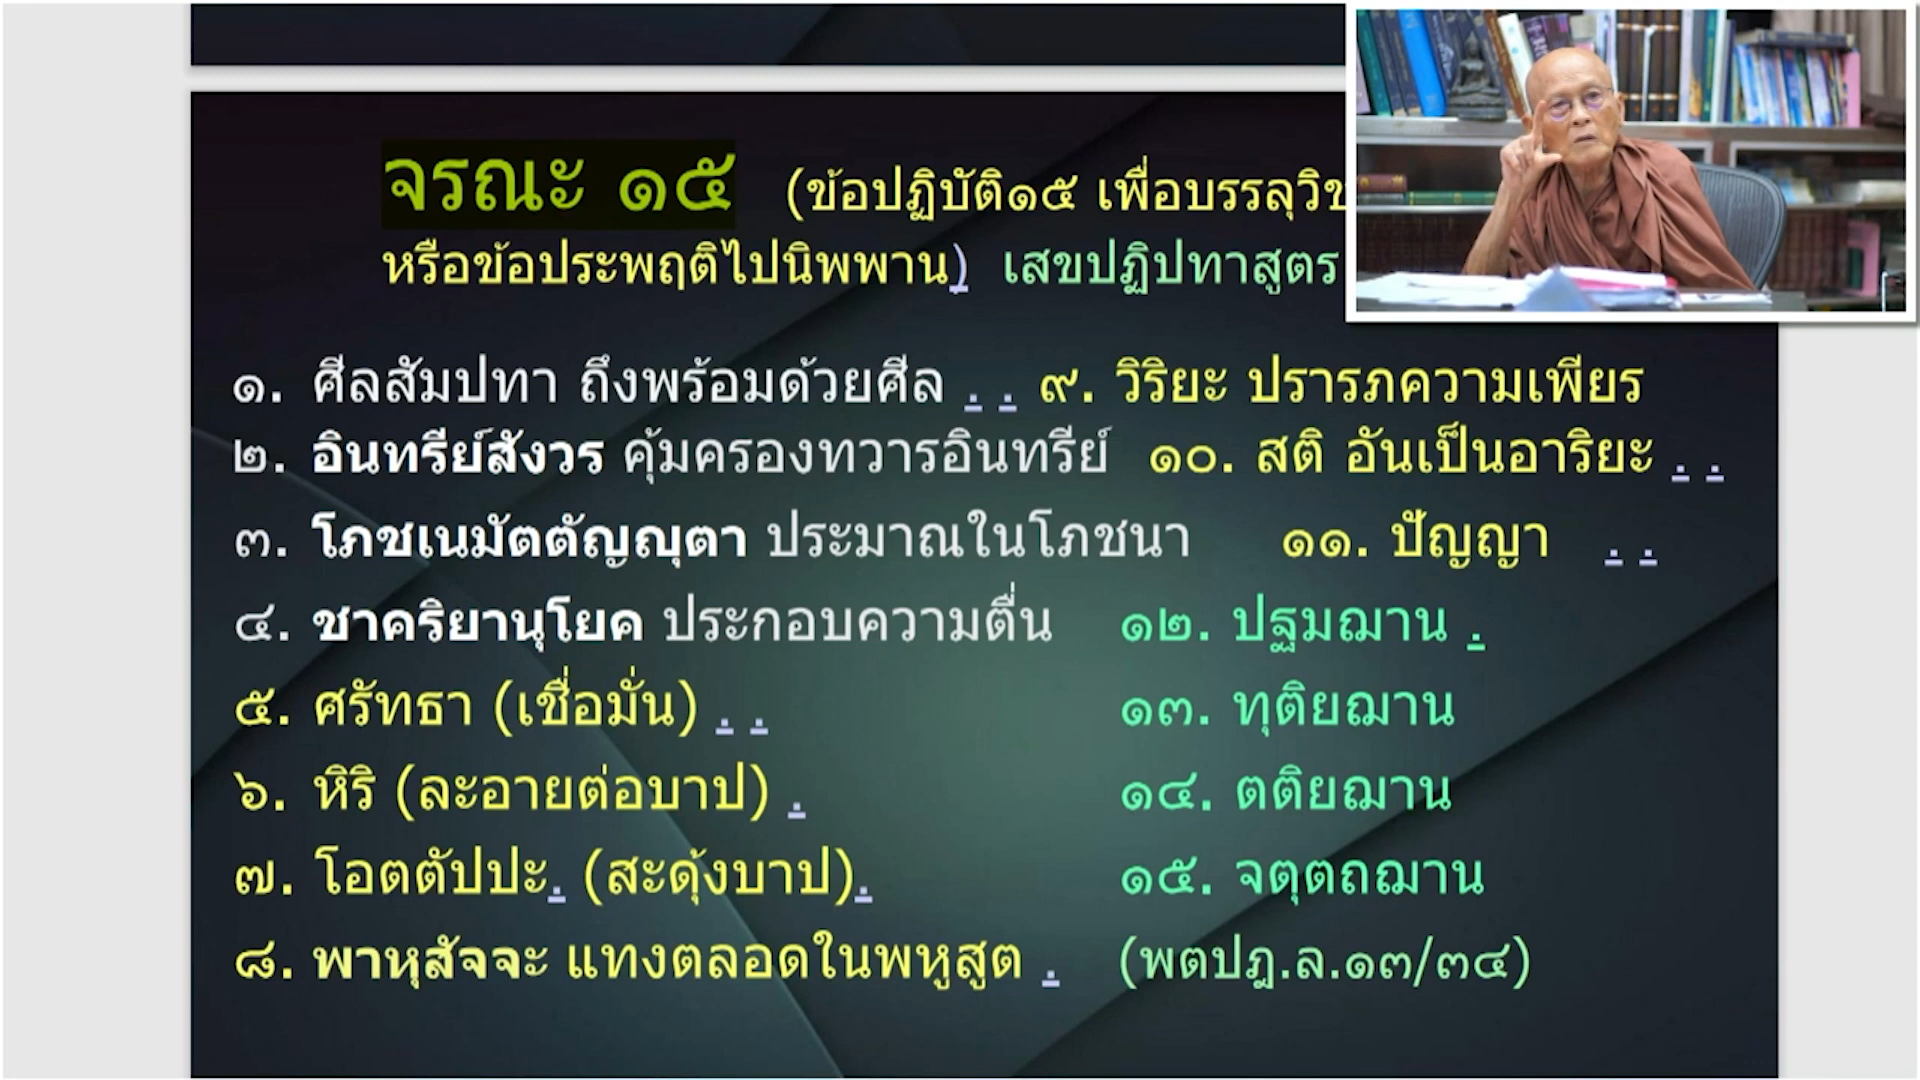 จรณะ ๑๕ (ข้อปฏิบัติ๑๕ เพื่อบรรลุวิช
หรือข้อประพฤติไปนิพพาน) เสขปฏิปทาสูตร
๑. ศีลสัมปทา ถึงพร้อมด้วยศีล . .
๒. อินทรีย์สังวร คุ้มครองทวารอินทรีย์
๓. โภชเนมัตตัญญุตา ประมาณในโภชนา
๔. ชาคริยานุโยค ประกอบความตื่น
๕. ศรัทธา (เชื่อมั่น) . .
๖. หิริ (ละอายต่อบาป) .
๗. โอตตัปปะ. (สะดุ้งบาป).
๘. พาหุสัจจะ แทงตลอดในพหูสูต .
๙. วิริยะ ปรารภความเพียร
๑๐. สติ อันเป็นอาริยะ . .
๑๑. ปัญญา . .
๑๒. ปฐมฌาน .
๑๓. ทุติยฌาน
๑๔. ตติยฌาน
๑๕. จตุตถฌาน
(พตปฎ.ล.๑๓/๓๔)